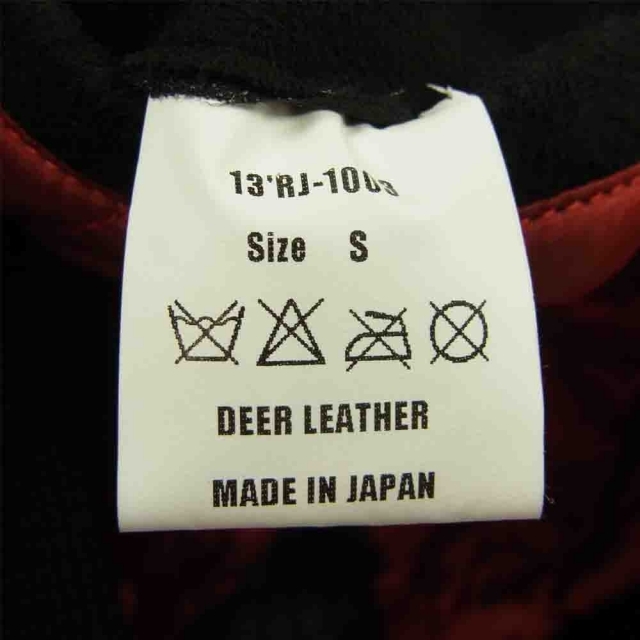 13'RJ-1003
Size S
DEER LEATHER
MADE IN JAPAN